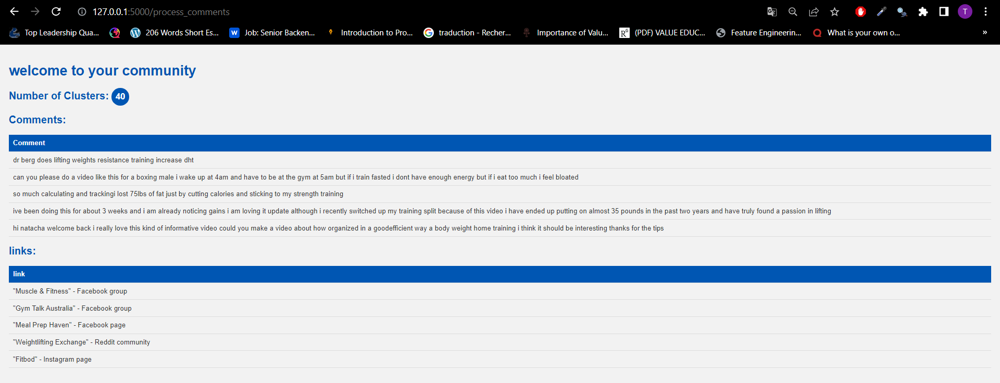 127.0.0.1:5000/process_comments
T
Top Leadership Qua...
206 Words Short Es...
W Job: Senior Backen...
Introduction to Pro...
traduction - Recher...
Importance of Valu...
RG (PDF) VALUE EDUC...
Feature Engineerin...
What is your own o...
»
welcome to your community
Number of Clusters: 40
Comments:
Comment
dr berg does lifting weights resistance training increase dht
can you please do a video like this for a boxing male i wake up at 4am and have to be at the gym at 5am but if i train fasted i dont have enough energy but if i eat too much i feel bloated
so much calculating and trackingi lost 75lbs of fat just by cutting calories and sticking to my strength training
ive been doing this for about 3 weeks and i am already noticing gains i am loving it update although i recently switched up my training split because of this video i have ended up putting on almost 35 pounds in the past two years and have truly found a passion in lifting
hi natacha welcome back i really love this kind of informative video could you make a video about how organized in a goodefficient way a body weight home training i think it should be interesting thanks for the tips
links:
link
"Muscle & Fitness" - Facebook group
"Gym Talk Australia" - Facebook group
"Meal Prep Haven" - Facebook page
"Weightlifting Exchange" - Reddit community
"Fitbod" - Instagram page